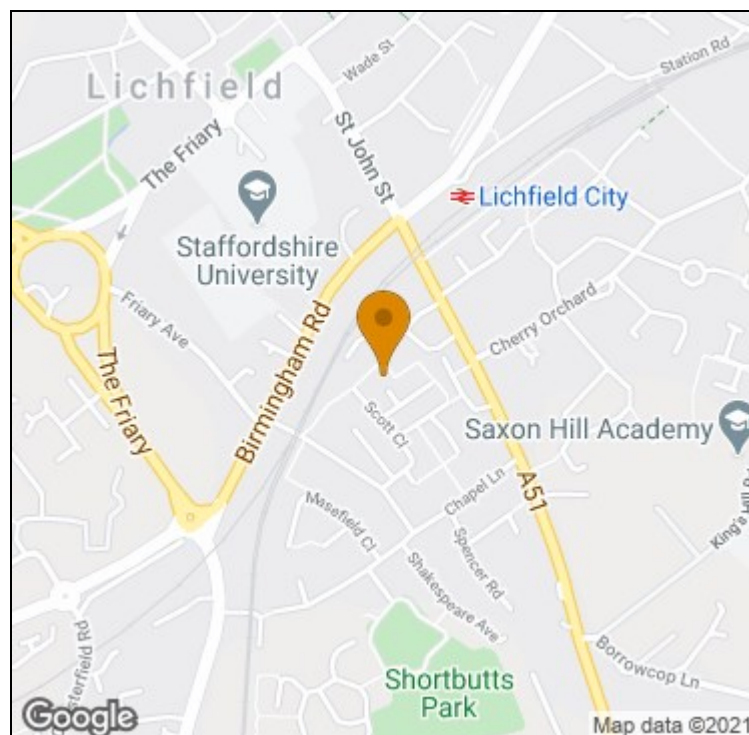 Wade St
Station Rd
Lichfield
The Friary
St John St
Lichfield City
Staffordshire
University
Friary Ave
Birmingham Rd
Cherry Orchard
The Friary
Scott Cl
Saxon Hill Academy
A51
Chapel Ln
Masefield Cl
Spencer Rd
Shakespeare Ave
Borrowcop Ln
Shortbutts
Park
Google
Map data ©2021